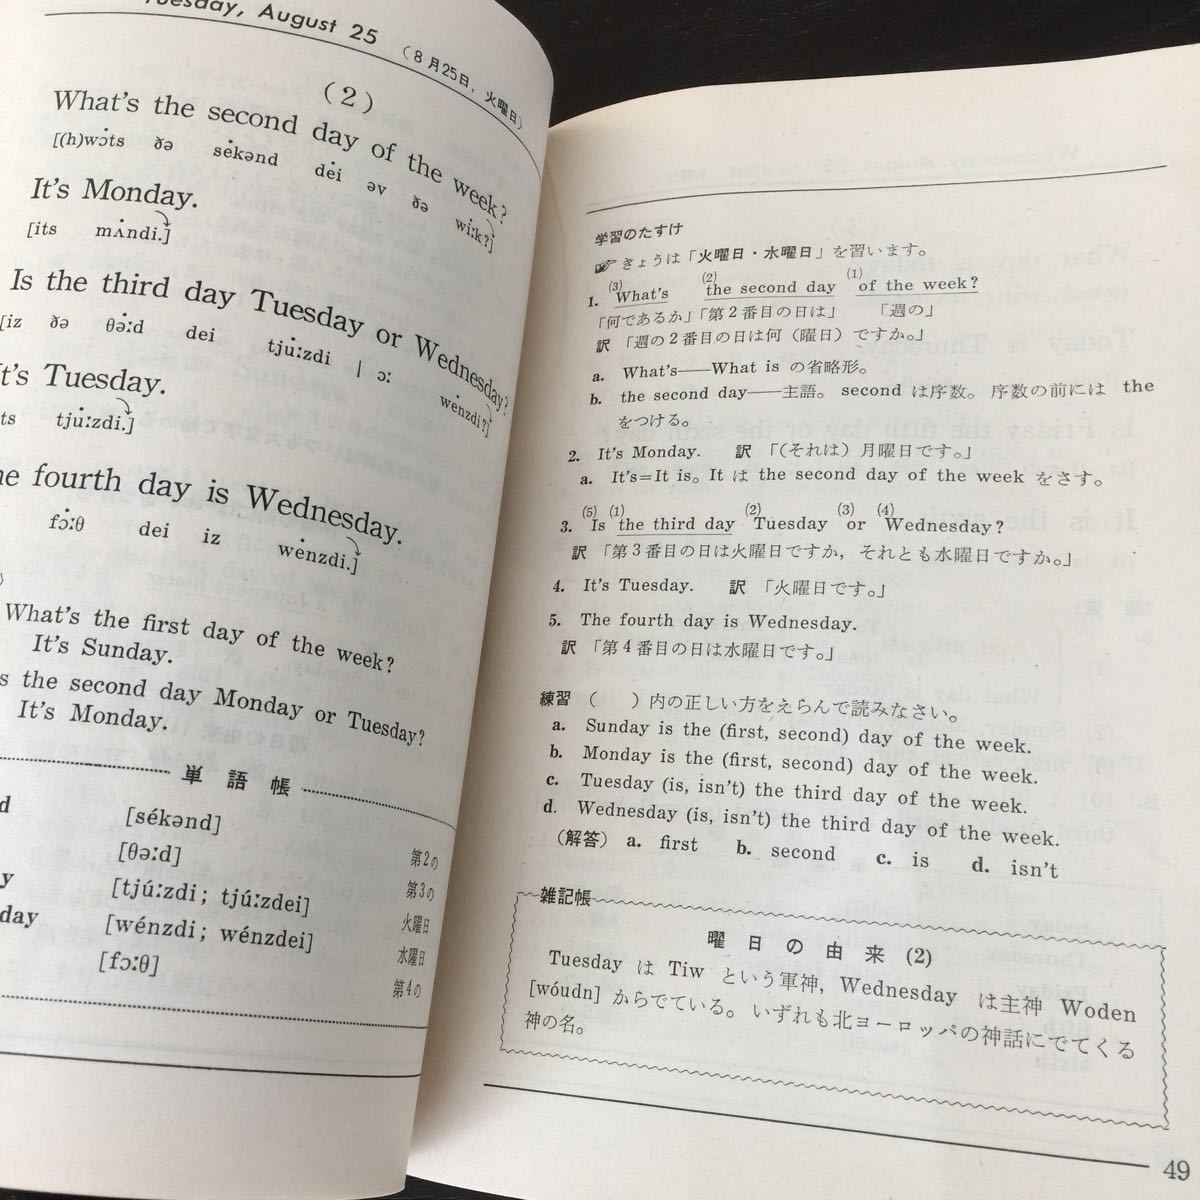 Tuesday, August 25 (8月25日,火曜日)
(2)
What's the second day of the week?
[(h)wɔ́ts ðə sékənd déi əv ðə wíːk?]
It's Monday.
[its mʌ́ndi.]
Is the third day Tuesday or Wednesday?
[iz ðə θə́ːd dei tjúːzdi | ɔː wénzdi?]
It's Tuesday.
tjúːzdi.]
fourth day is Wednesday.
fɔ́ːθ dei iz wénzdi.]
What's the first day of the week?
It's Sunday.
the second day Monday or Tuesday?
It's Monday.
単語帳
[sékənd] 第2の
[θəːd] 第3の
[tjúːzdi; tjúːzdei] 火曜日
[wénzdi; wénzdei] 水曜日
[fɔːθ] 第4の
学習のたすけ
☞ きょうは「火曜日・水曜日」を習います。
1. (3)What's (2)the second day (1)of the week?
「何であるか」「第2番目の日は」 「週の」
訳 「週の2番目の日は何(曜日)ですか。」
a. What's——What is の省略形。
b. the second day——主語。second は序数。序数の前には the
をつける。
2. It's Monday. 訳 「(それは)月曜日です。」
a. It's=It is。It は the second day of the week をさす。
3. (5)Is (1)the third day (2)Tuesday (3)or (4)Wednesday?
訳 「第3番目の日は火曜日ですか,それとも水曜日ですか。」
4. It's Tuesday. 訳 「火曜日です。」
5. The fourth day is Wednesday.
訳 「第4番目の日は水曜日です。」
練習 ( )内の正しい方をえらんで読みなさい。
a. Sunday is the (first, second) day of the week.
b. Monday is the (first, second) day of the week.
c. Tuesday (is, isn't) the third day of the week.
d. Wednesday (is, isn't) the third day of the week.
(解答) a. first b. second c. is d. isn't
雑記帳
曜日の由来(2)
Tuesday は Tiw という軍神, Wednesday は主神 Woden
[wóudn] からでている。いずれも北ヨーロッパの神話にでてくる
神の名。
49